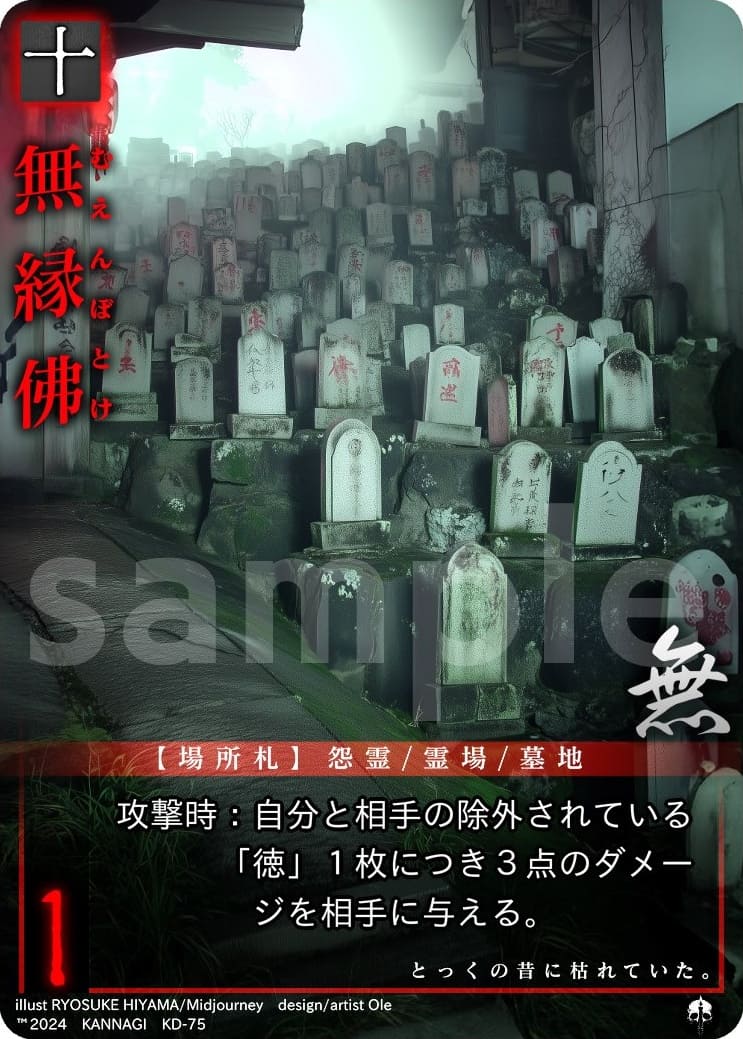 十
無縁佛
むえんぼとけ
sample
無
【場所札】怨霊/霊場/墓地
攻撃時：自分と相手の除外されている
「徳」１枚につき３点のダメー
ジを相手に与える。
1
とっくの昔に枯れていた。
illust RYOSUKE HIYAMA/Midjourney design/artist Ole
™2024 KANNAGI KD-75